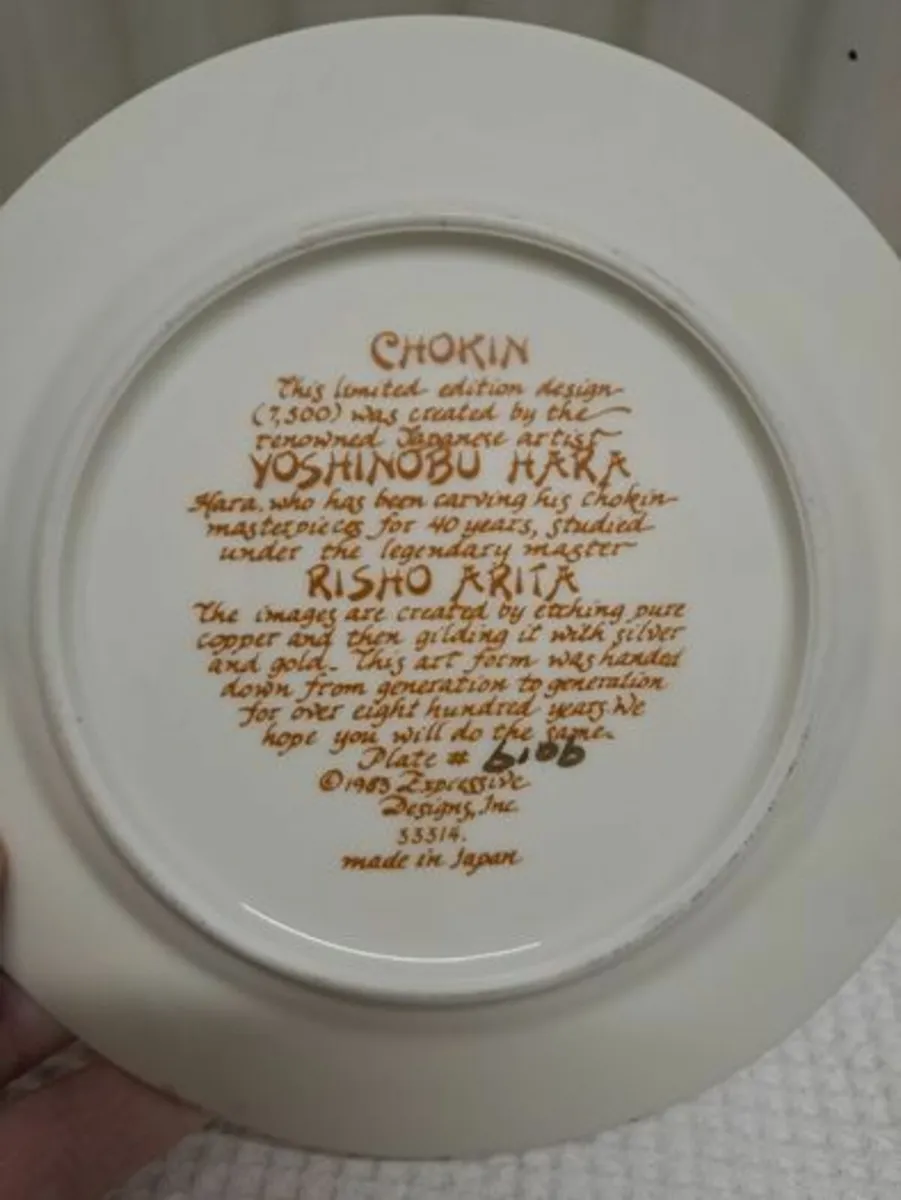 CHOKIN
This limited edition design
(7,500) was created by the
renowned Japanese artist
YOSHINOBU HARA
Hara, who has been carving his Chokin
masterpieces for 40 years, studied
under the legendary master
RISHO ARITA
The images are created by etching pure
copper and then gilding it with silver
and gold. This art form was handed
down from generation to generation
for over eight hundred years. We
hope you will do the same.
Plate # 6106
©1983 Expressive
Designs, Inc
33314.
made in Japan